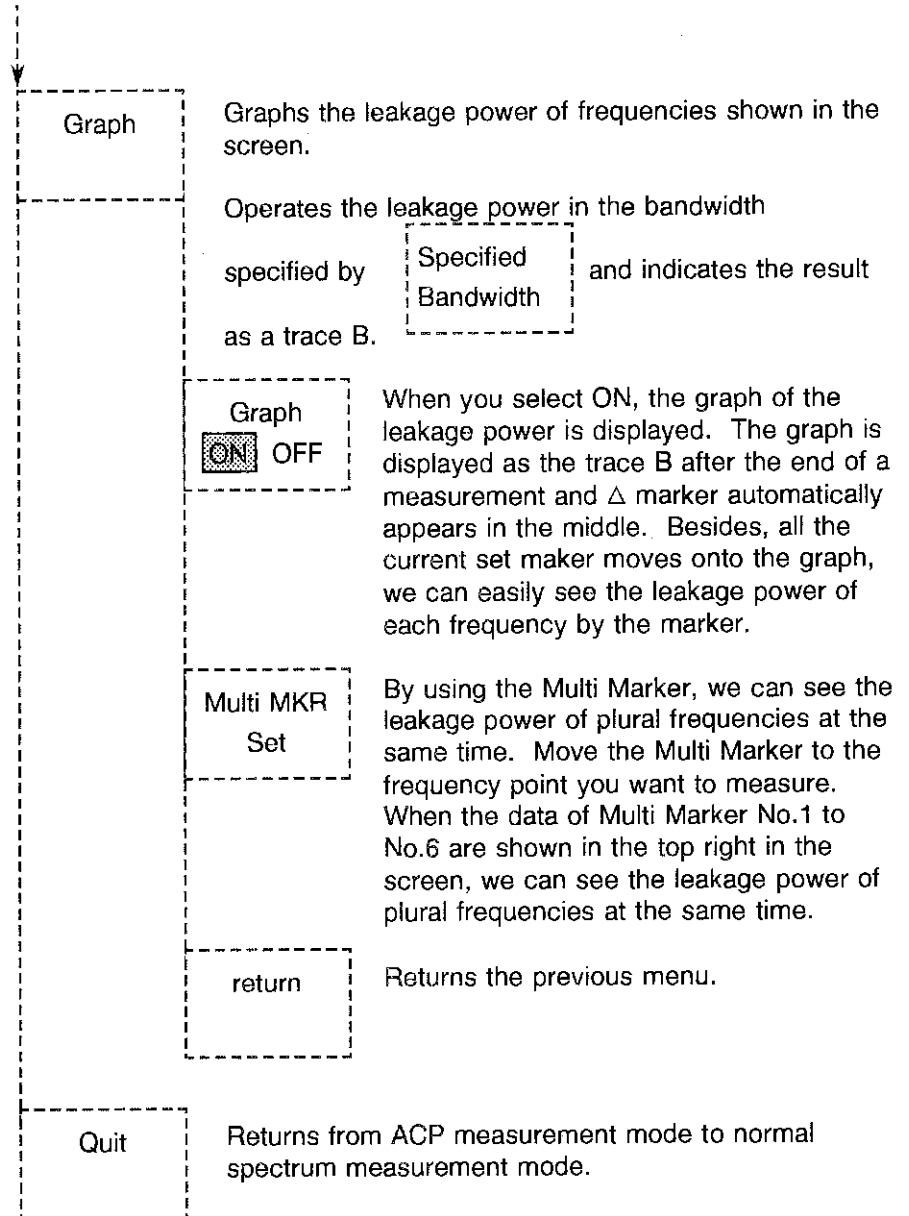 Graph
Graphs the leakage power of frequencies shown in the
screen.
Operates the leakage power in the bandwidth
specified by Specified Bandwidth and indicates the result
as a trace B.
Graph
ON OFF
When you select ON, the graph of the
leakage power is displayed. The graph is
displayed as the trace B after the end of a
measurement and △ marker automatically
appears in the middle. Besides, all the
current set maker moves onto the graph,
we can easily see the leakage power of
each frequency by the marker.
Multi MKR
Set
By using the Multi Marker, we can see the
leakage power of plural frequencies at the
same time. Move the Multi Marker to the
frequency point you want to measure.
When the data of Multi Marker No.1 to
No.6 are shown in the top right in the
screen, we can see the leakage power of
plural frequencies at the same time.
return
Returns the previous menu.
Quit
Returns from ACP measurement mode to normal
spectrum measurement mode.